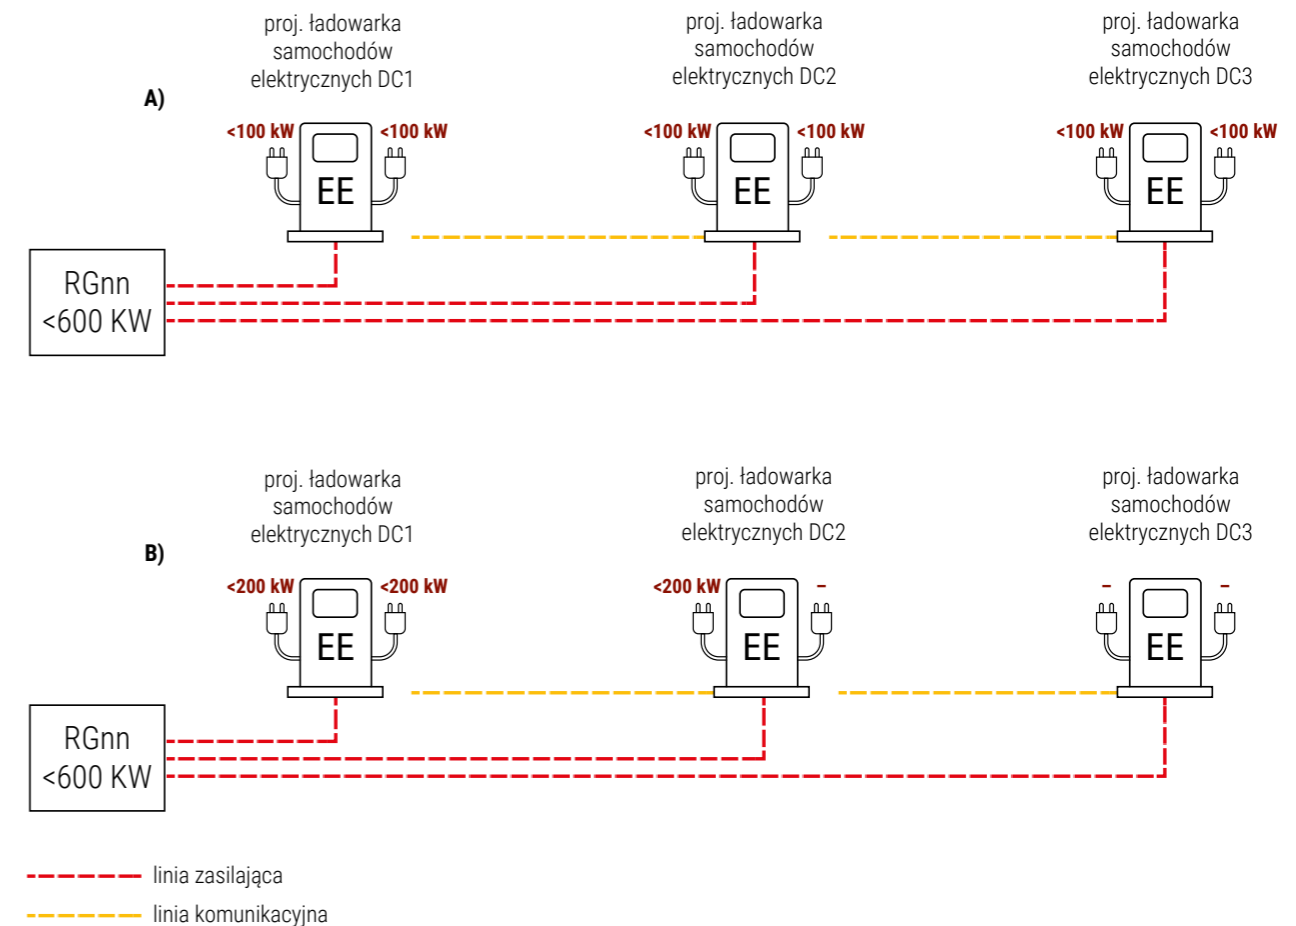 proj. ładowarka
samochodów
elektrycznych DC1
proj. ładowarka
samochodów
elektrycznych DC2
proj. ładowarka
samochodów
elektrycznych DC3
A)
<100 kW
<100 kW
<100 kW
<100 kW
<100 kW
<100 kW
EE
EE
EE
RGnn
<600 KW
proj. ładowarka
samochodów
elektrycznych DC1
proj. ładowarka
samochodów
elektrycznych DC2
proj. ładowarka
samochodów
elektrycznych DC3
B)
<200 kW
<200 kW
<200 kW
–
–
–
EE
EE
EE
RGnn
<600 KW
linia zasilająca
linia komunikacyjna